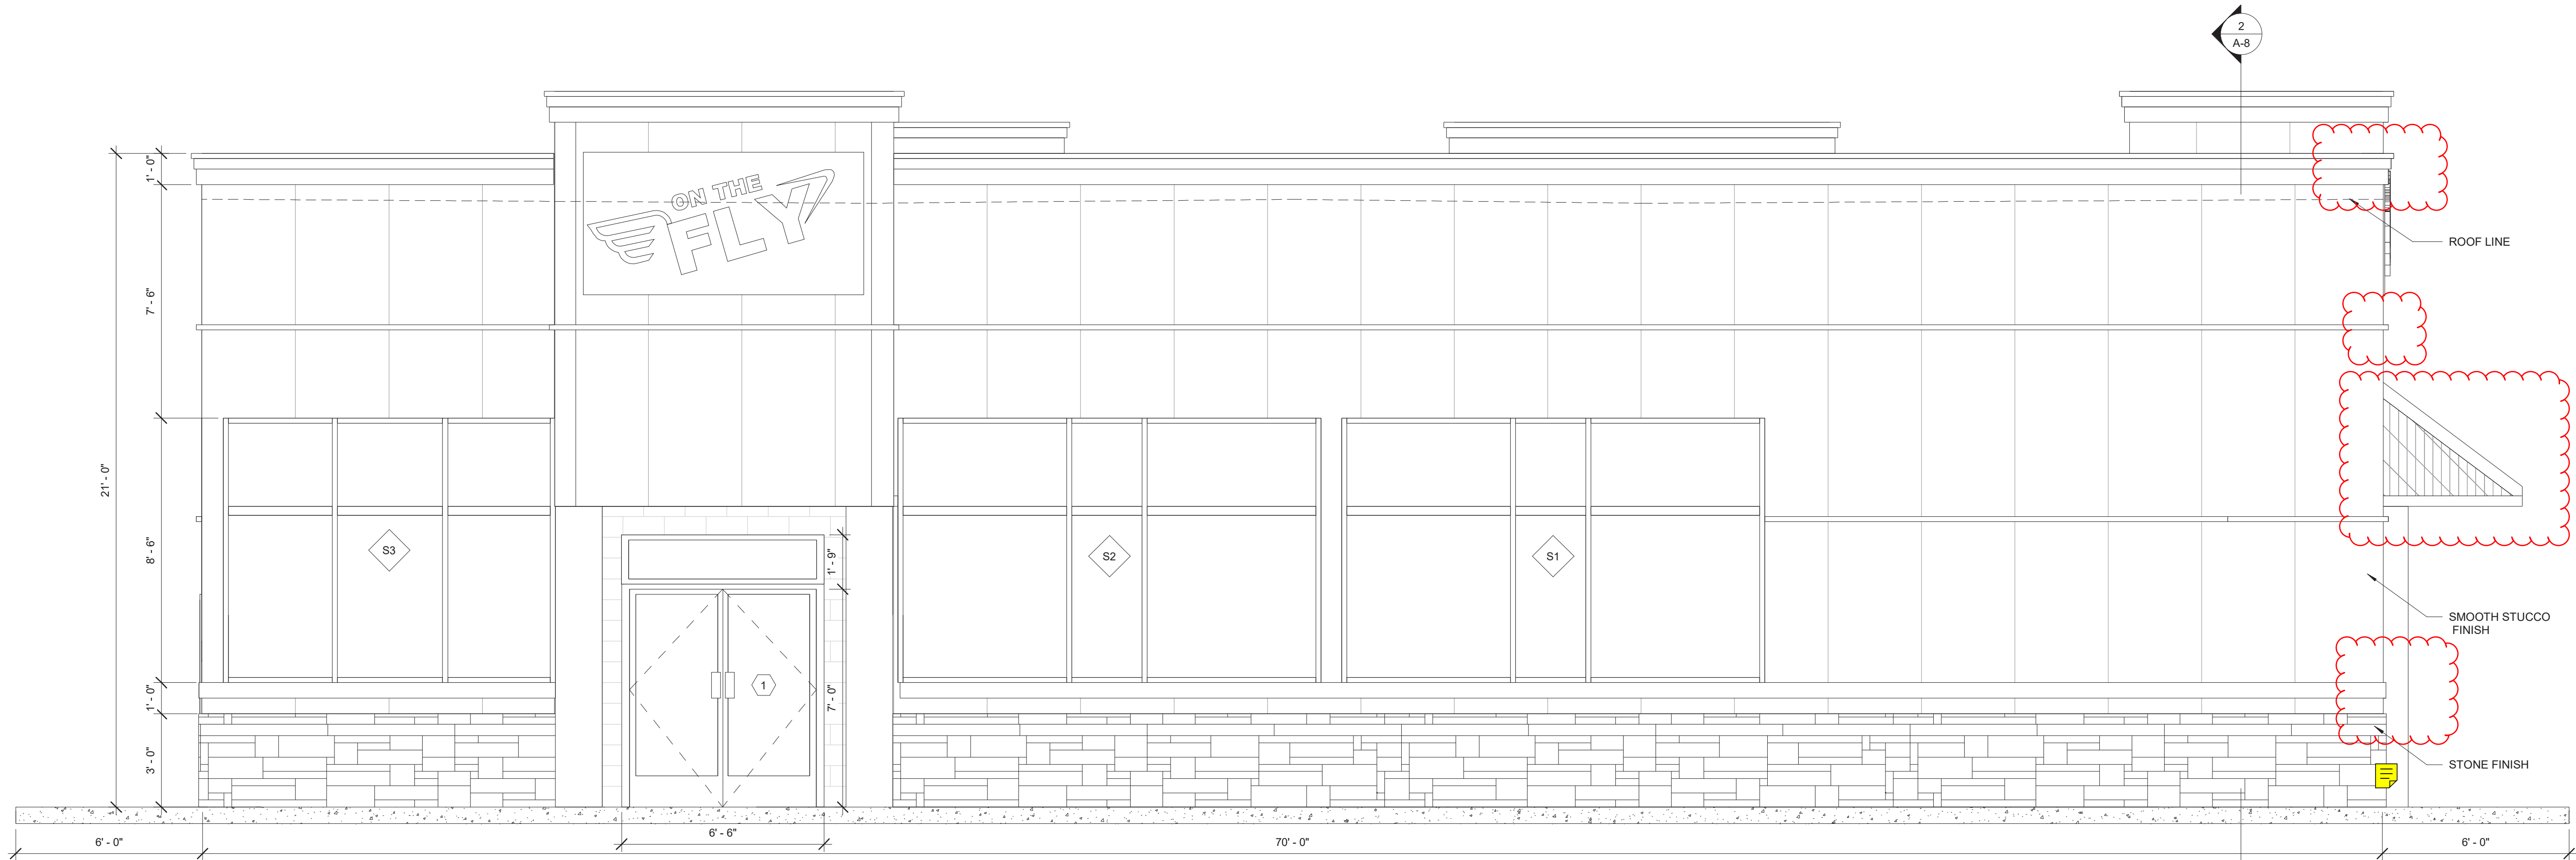 2
A-8
1' - 0"
ON THE
FLY
ROOF LINE
7' - 6"
21' - 0"
8' - 6"
S3
1' - 9"
S2
S1
SMOOTH STUCCO
FINISH
1' - 0"
1
7' - 0"
3' - 0"
STONE FINISH
6' - 0"
6' - 6"
70' - 0"
6' - 0"